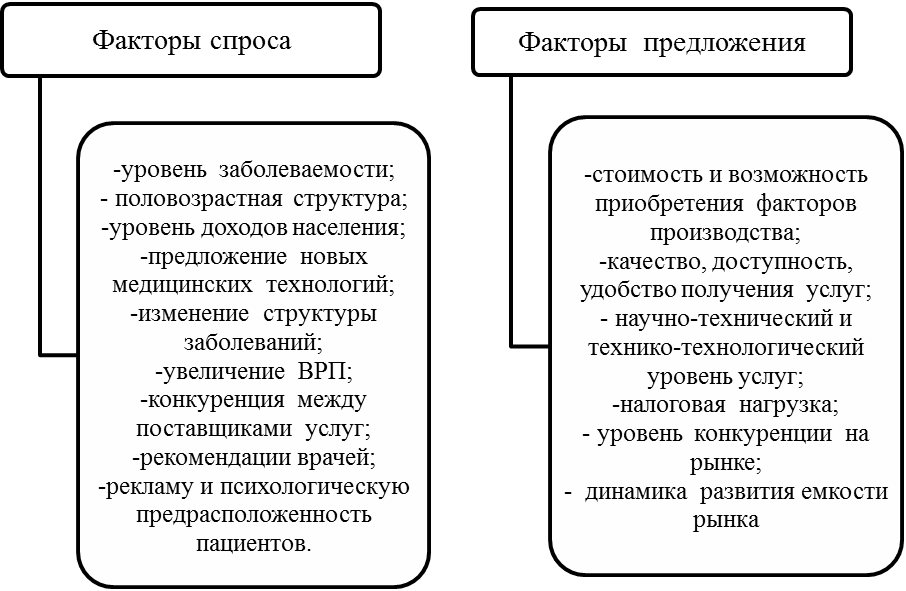 Факторы спроса
-уровень заболеваемости;
- половозрастная структура;
-уровень доходов населения;
-предложение новых
медицинских технологий;
-изменение структуры
заболеваний;
-увеличение ВРП;
-конкуренция между
поставщиками услуг;
-рекомендации врачей;
-рекламу и психологическую
предрасположенность
пациентов.
Факторы предложения
-стоимость и возможность
приобретения факторов
производства;
-качество, доступность,
удобство получения услуг;
- научно-технический и
технико-технологический
уровень услуг;
-налоговая нагрузка;
- уровень конкуренции на
рынке;
- динамика развития емкости
рынка